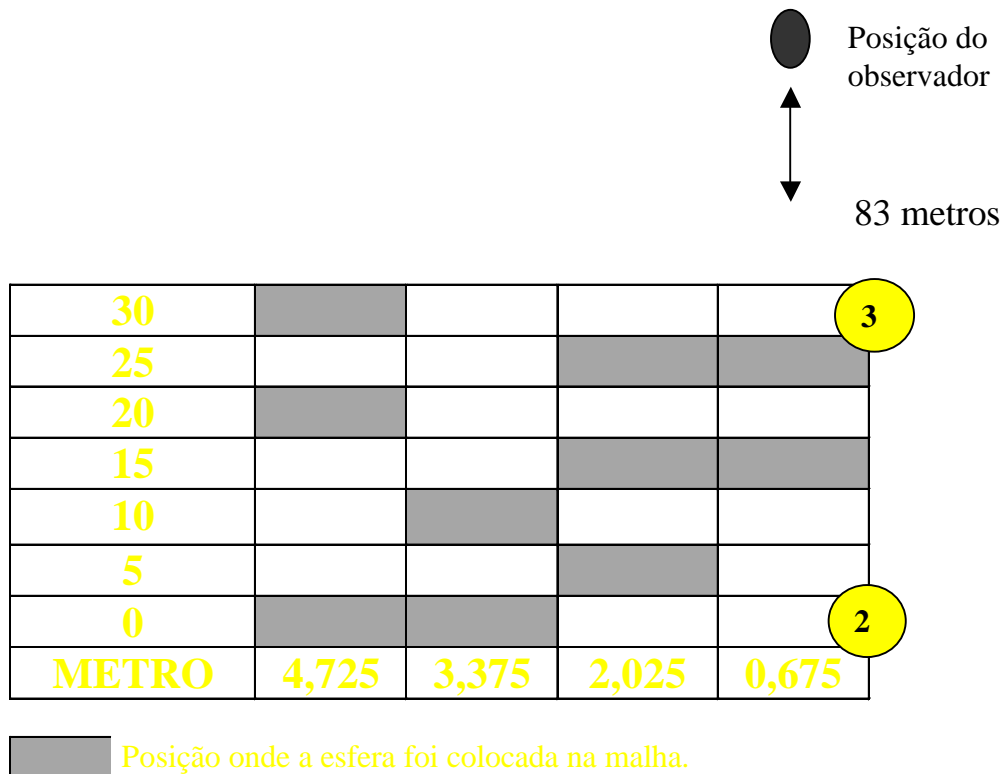 Posição do
observador
83 metros
30
3
25
20
15
10
5
0
2
METRO 4,725 3,375 2,025 0,675
Posição onde a esfera foi colocada na malha.